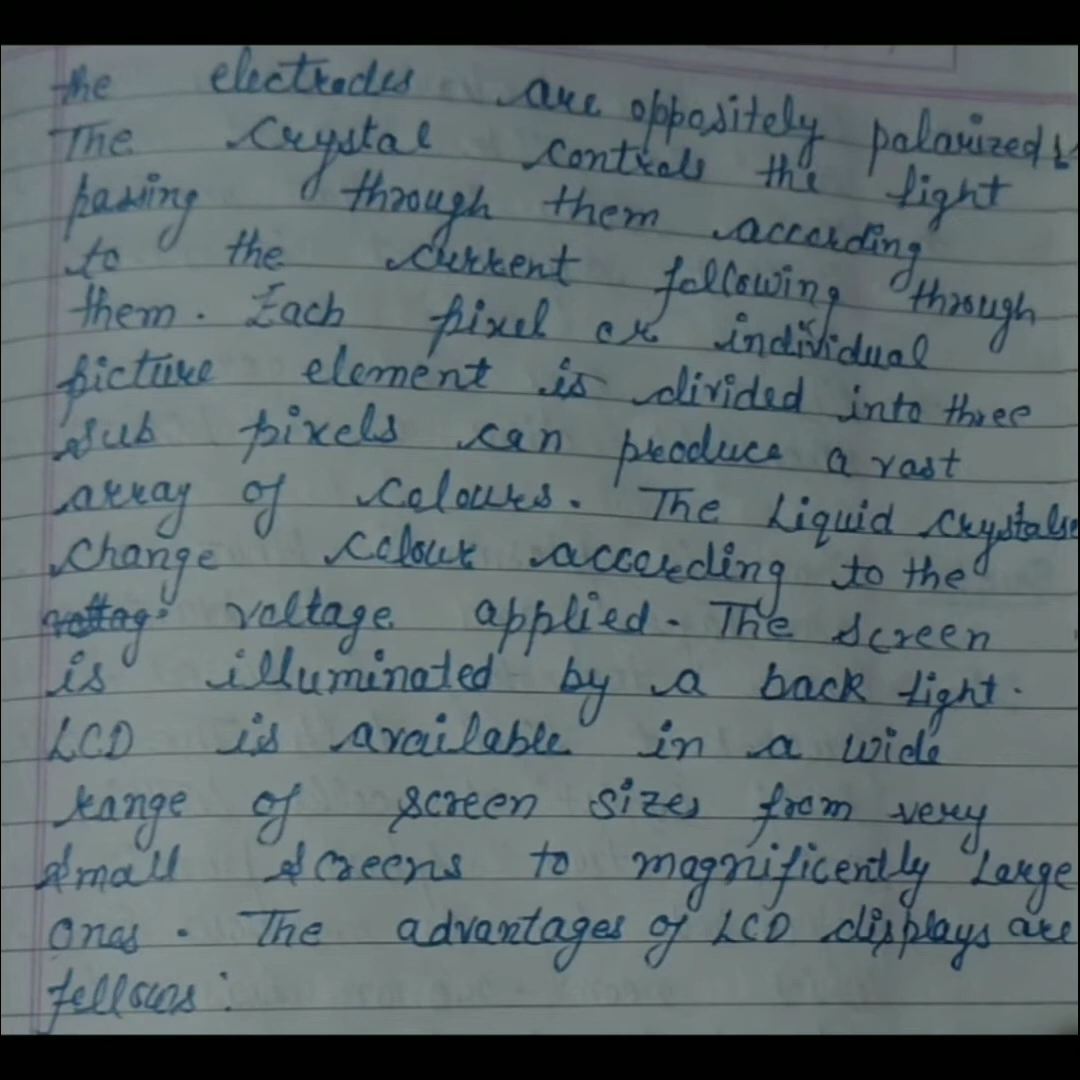 the electrodes are oppositely polarized
The crystal controls the light
passing through them according
to the current following through
them. Each pixel or individual
picture element is divided into three
sub pixels can produce a vast
array of colours. The Liquid crystals
change colour according to the
voltage applied. The screen
is illuminated by a back light.
LCD is available in a wide
range of screen sizes from very
small screens to magnificently large
ones. The advantages of LCD displays are
follows: